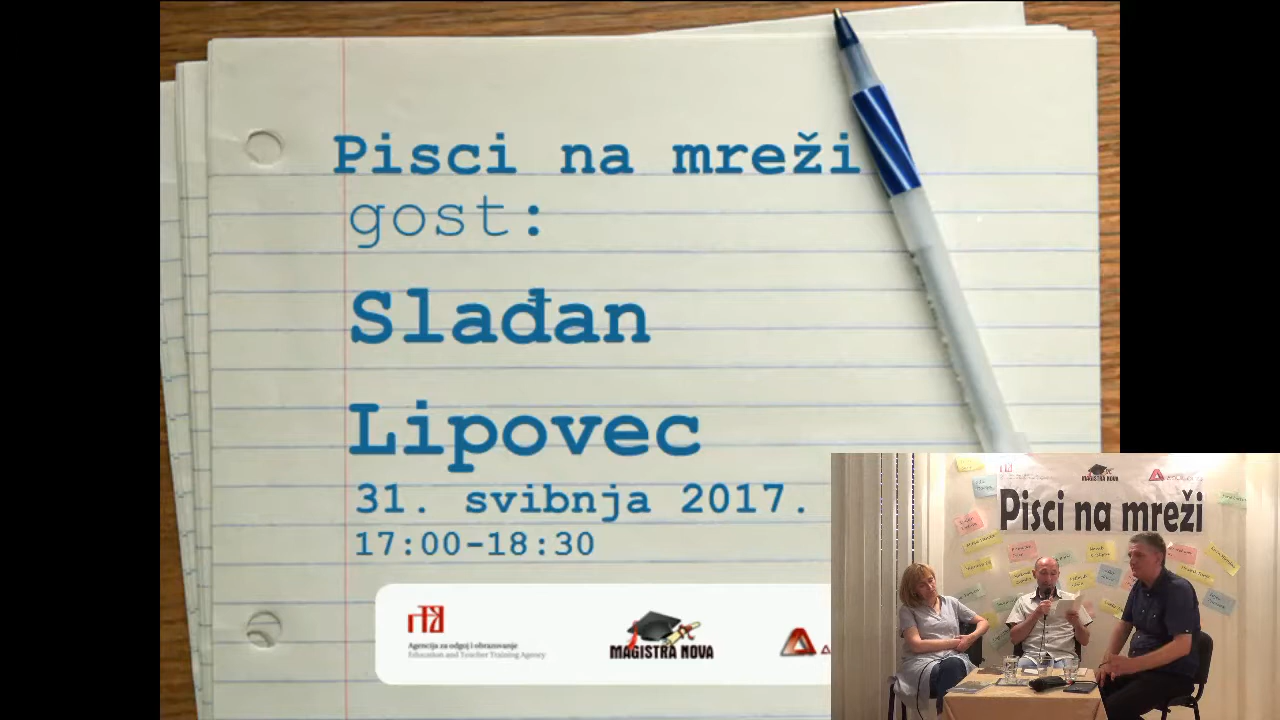 Pisci na mreži
gost:
Slađan
Lipovec
31. svibnja 2017.
17:00-18:30
Agencija za odgoj i obrazovanje
Education and Teacher Training Agency
MAGISTRA NOVA
MAGISTRA NOVA
Pisci na mreži